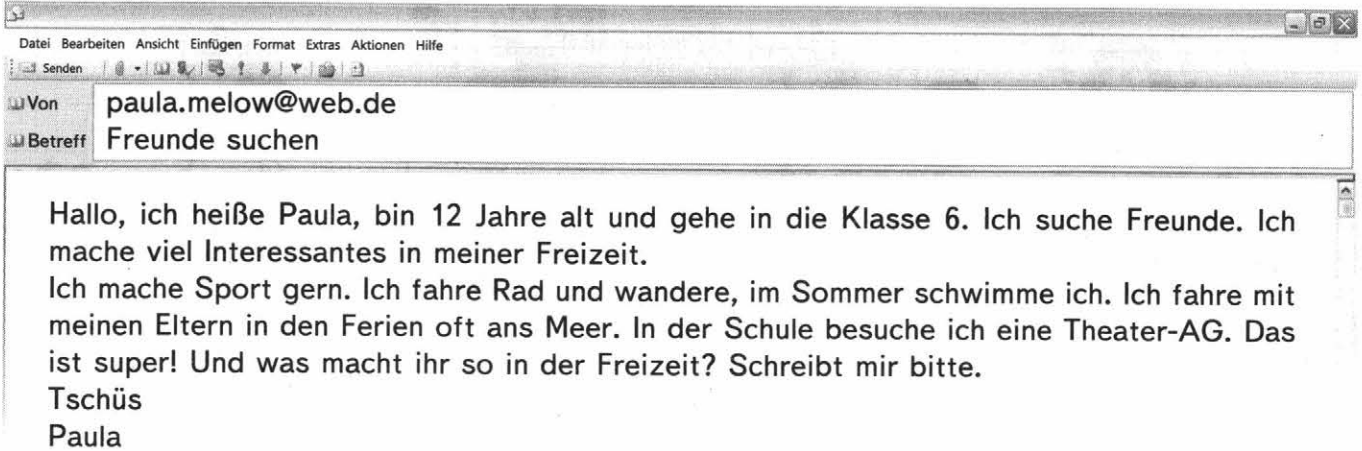 Datei Bearbeiten Ansicht Einfügen Format Extras Aktionen Hilfe
Senden
Von paula.melow@web.de
Betreff Freunde suchen
Hallo, ich heiße Paula, bin 12 Jahre alt und gehe in die Klasse 6. Ich suche Freunde. Ich
mache viel Interessantes in meiner Freizeit.
Ich mache Sport gern. Ich fahre Rad und wandere, im Sommer schwimme ich. Ich fahre mit
meinen Eltern in den Ferien oft ans Meer. In der Schule besuche ich eine Theater-AG. Das
ist super! Und was macht ihr so in der Freizeit? Schreibt mir bitte.
Tschüs
Paula